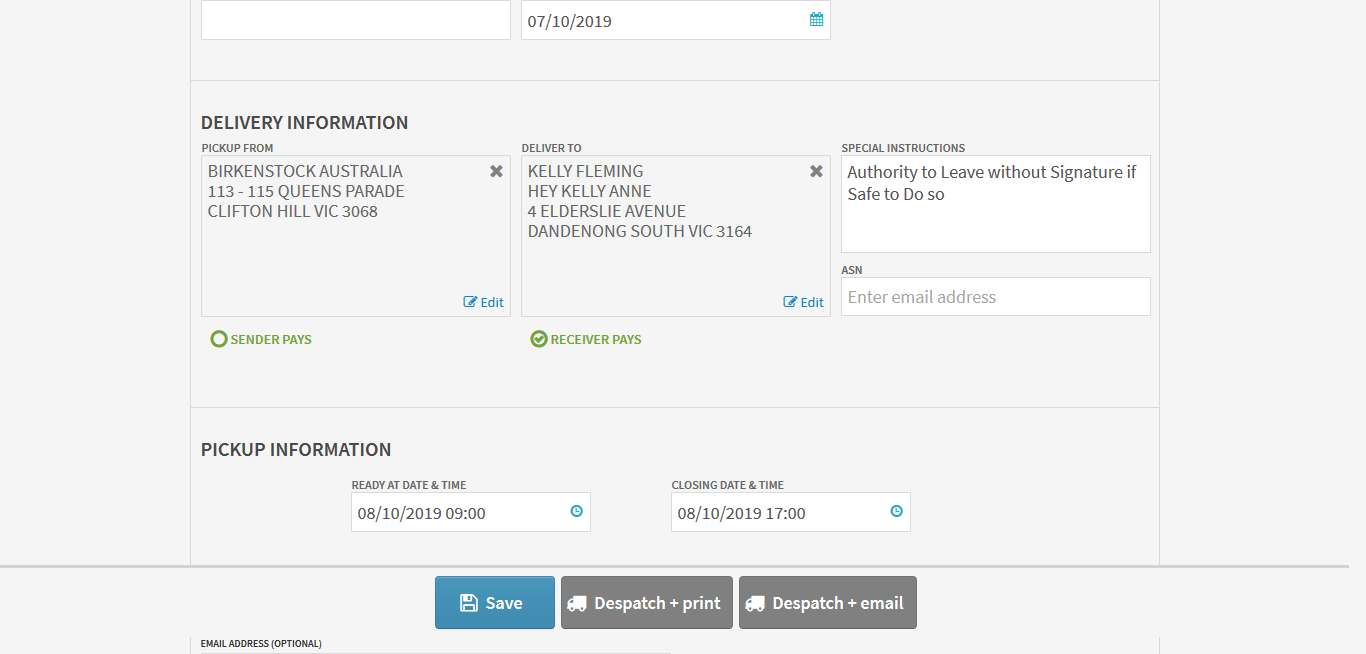 07/10/2019
DELIVERY INFORMATION
PICKUP FROM
BIRKENSTOCK AUSTRALIA
113 - 115 QUEENS PARADE
CLIFTON HILL VIC 3068
Edit
SENDER PAYS
DELIVER TO
KELLY FLEMING
HEY KELLY ANNE
4 ELDERSLIE AVENUE
DANDENONG SOUTH VIC 3164
Edit
RECEIVER PAYS
SPECIAL INSTRUCTIONS
Authority to Leave without Signature if
Safe to Do so
ASN
Enter email address
PICKUP INFORMATION
READY AT DATE & TIME
08/10/2019 09:00
CLOSING DATE & TIME
08/10/2019 17:00
Save
Despatch + print
Despatch + email
EMAIL ADDRESS (OPTIONAL)